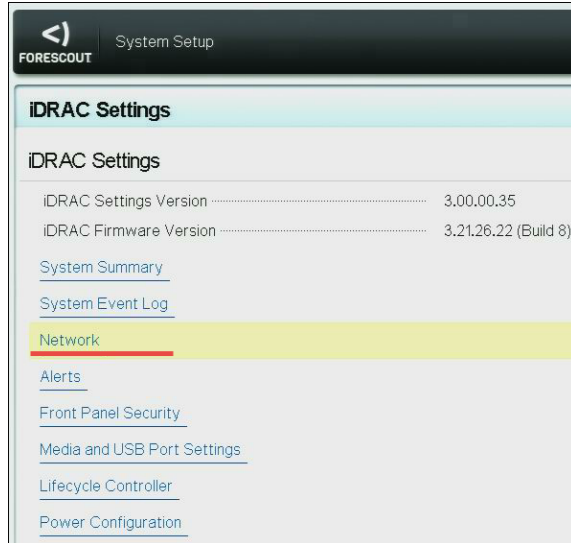 <) System Setup
FORESCOUT
iDRAC Settings
iDRAC Settings
iDRAC Settings Version 3.00.00.35
iDRAC Firmware Version 3.21.26.22 (Build 8)
System Summary
System Event Log
Network
Alerts
Front Panel Security
Media and USB Port Settings
Lifecycle Controller
Power Configuration